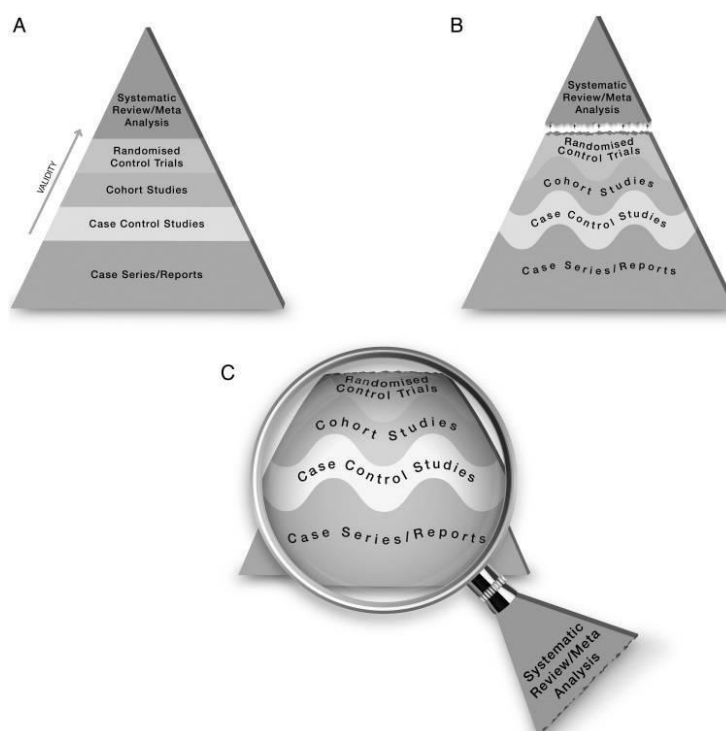 A
Systematic
Review/Meta
Analysis
Randomised
Control Trials
Cohort Studies
Case Control Studies
Case Series/Reports
VALIDITY
B
Systematic
Review/Meta
Analysis
Randomised
Control Trials
Cohort Studies
Case Control Studies
Case Series/Reports
C
Randomised
Control Trials
Cohort Studies
Case Control Studies
Case Series/Reports
Systematic
Review/Meta
Analysis